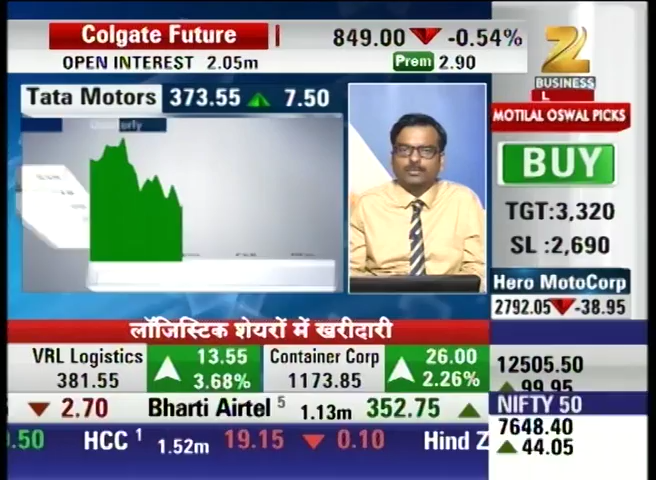 Colgate Future
849.00 -0.54%
OPEN INTEREST 2.05m
Prem 2.90
Z
BUSINESS
L
MOTILAL OSWAL PICKS
BUY
TGT:3,320
SL :2,690
Hero MotoCorp
2792.05 -38.95
Tata Motors 373.55 7.50
लॉजिस्टिक शेयरों में खरीदारी
VRL Logistics 13.55
381.55 3.68%
Container Corp 26.00
1173.85 2.26%
12505.50
99.95
2.70 Bharti Airtel 5 1.13m 352.75
NIFTY 50
7648.40
44.05
.50 HCC 1 1.52m 19.15 0.10 Hind Z